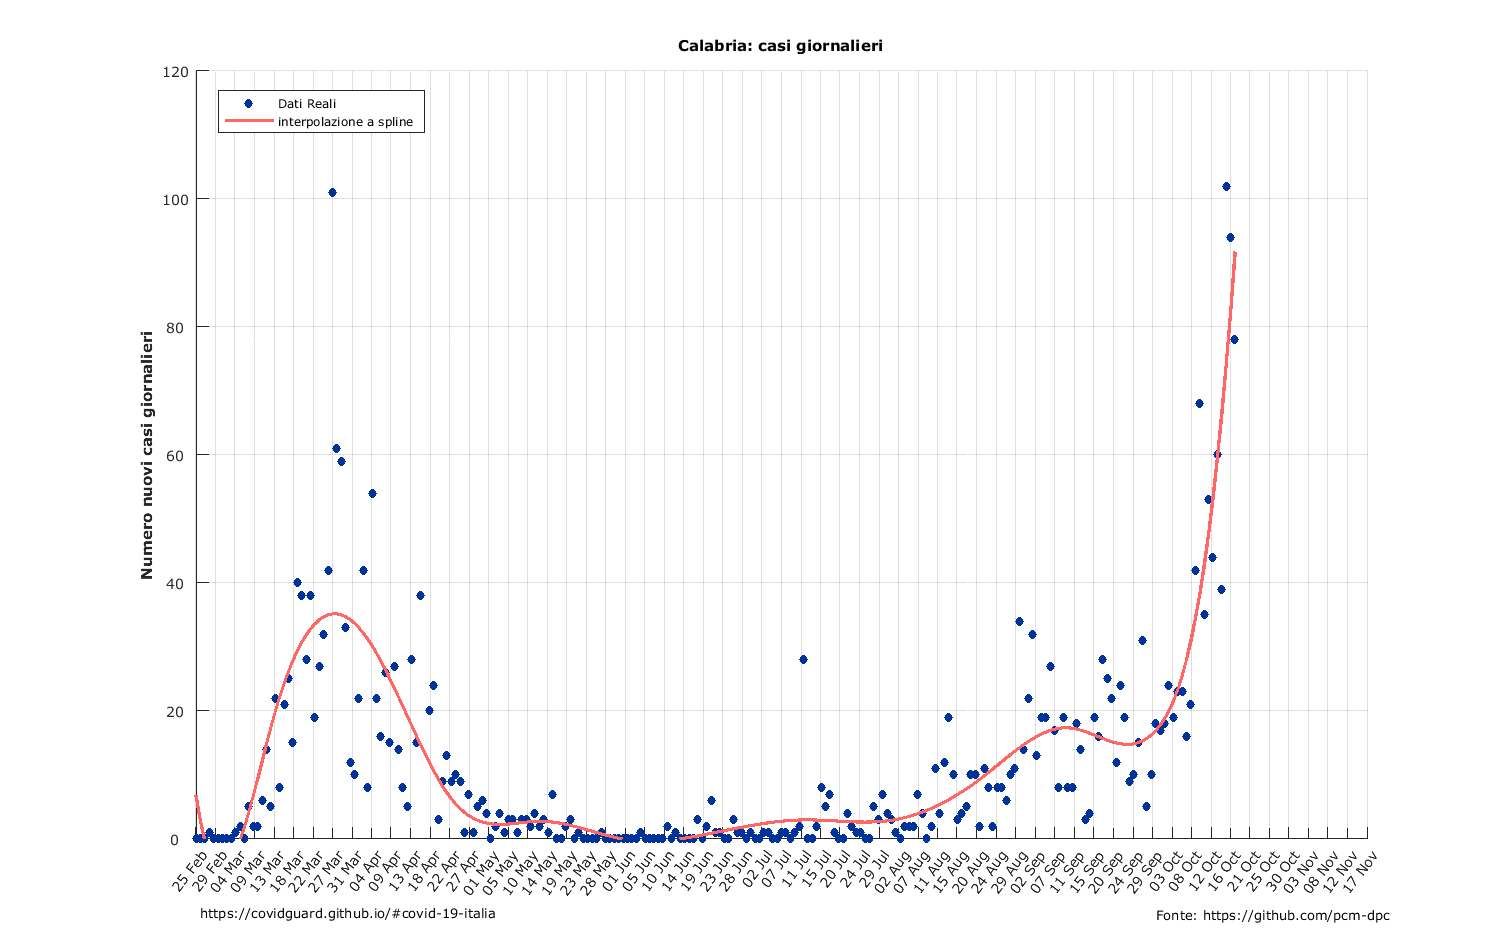 Calabria: casi giornalieri
120
100
80
60
40
20
0
Numero nuovi casi giornalieri
Dati Reali
interpolazione a spline
25 Feb
29 Feb
04 Mar
09 Mar
13 Mar
18 Mar
22 Mar
27 Mar
31 Mar
04 Apr
09 Apr
13 Apr
18 Apr
22 Apr
27 Apr
01 May
05 May
10 May
14 May
19 May
23 May
28 May
01 Jun
05 Jun
10 Jun
14 Jun
19 Jun
23 Jun
28 Jun
02 Jul
07 Jul
11 Jul
15 Jul
20 Jul
24 Jul
29 Jul
02 Aug
07 Aug
11 Aug
15 Aug
20 Aug
24 Aug
29 Aug
02 Sep
07 Sep
11 Sep
15 Sep
20 Sep
24 Sep
29 Sep
03 Oct
08 Oct
12 Oct
16 Oct
21 Oct
25 Oct
30 Oct
03 Nov
08 Nov
12 Nov
17 Nov
https://covidguard.github.io/#covid-19-italia
Fonte: https://github.com/pcm-dpc